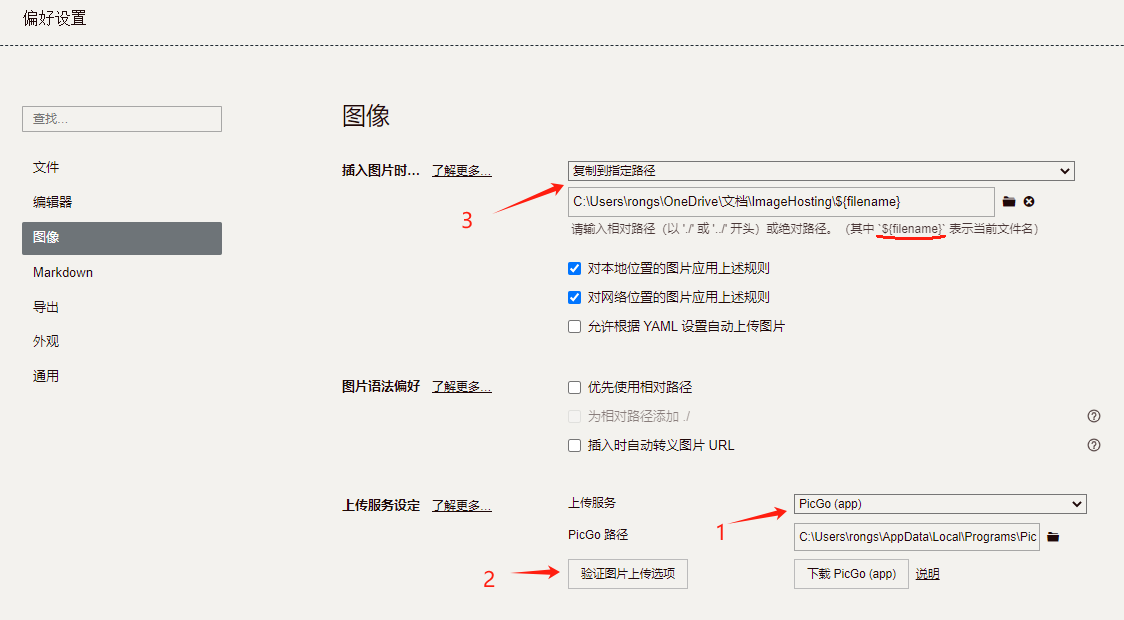 偏好设置
查找...
文件
编辑器
图像
Markdown
导出
外观
通用
图像
插入图片时... 了解更多... 复制到指定路径
3
C:\Users\rongs\OneDrive\文档\ImageHosting\${filename}
请输入相对路径（以 './' 或 '../' 开头）或绝对路径。（其中 `${filename}` 表示当前文件名）
对本地位置的图片应用上述规则
对网络位置的图片应用上述规则
允许根据 YAML 设置自动上传图片
图片语法偏好 了解更多... 优先使用相对路径
为相对路径添加 ./
插入时自动转义图片 URL
上传服务设定 了解更多... 上传服务 PicGo (app)
1
PicGo 路径 C:\Users\rongs\AppData\Local\Programs\Pic
2 验证图片上传选项 下载 PicGo (app) 说明